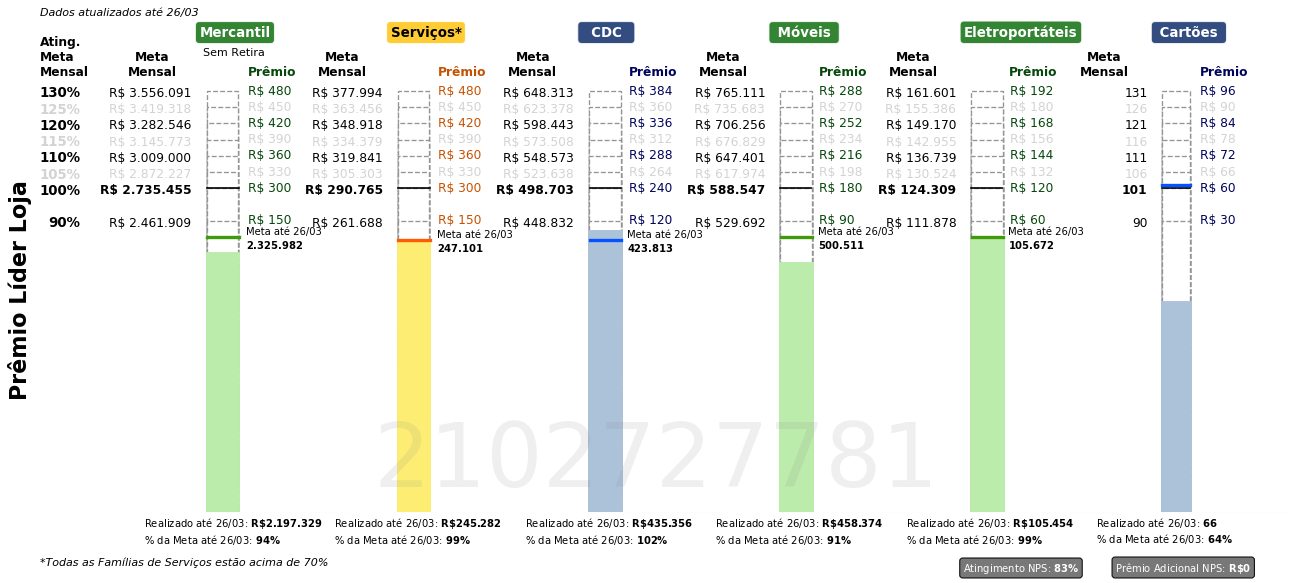 Dados atualizados até 26/03
Mercantil Serviços* CDC Móveis Eletroportáteis Cartões
Sem Retira
Ating. Meta Mensal
Meta Mensal Prêmio Meta Mensal Prêmio Meta Mensal Prêmio Meta Mensal Prêmio Meta Mensal Prêmio Meta Mensal Prêmio
130% R$ 3.556.091 R$ 480 R$ 377.994 R$ 480 R$ 648.313 R$ 384 R$ 765.111 R$ 288 R$ 161.601 R$ 192 131 R$ 96
125% R$ 3.419.318 R$ 450 R$ 363.456 R$ 450 R$ 623.378 R$ 360 R$ 735.683 R$ 270 R$ 155.386 R$ 180 126 R$ 90
120% R$ 3.282.546 R$ 420 R$ 348.918 R$ 420 R$ 598.443 R$ 336 R$ 706.256 R$ 252 R$ 149.170 R$ 168 121 R$ 84
115% R$ 3.145.773 R$ 390 R$ 334.379 R$ 390 R$ 573.508 R$ 312 R$ 676.829 R$ 234 R$ 142.955 R$ 156 116 R$ 78
110% R$ 3.009.000 R$ 360 R$ 319.841 R$ 360 R$ 548.573 R$ 288 R$ 647.401 R$ 216 R$ 136.739 R$ 144 111 R$ 72
105% R$ 2.872.227 R$ 330 R$ 305.303 R$ 330 R$ 523.638 R$ 264 R$ 617.974 R$ 198 R$ 130.524 R$ 132 106 R$ 66
100% R$ 2.735.455 R$ 300 R$ 290.765 R$ 300 R$ 498.703 R$ 240 R$ 588.547 R$ 180 R$ 124.309 R$ 120 101 R$ 60
90% R$ 2.461.909 R$ 150 R$ 261.688 R$ 150 R$ 448.832 R$ 120 R$ 529.692 R$ 90 R$ 111.878 R$ 60 90 R$ 30
Meta até 26/03 Meta até 26/03 Meta até 26/03 Meta até 26/03 Meta até 26/03
2.325.982 247.101 423.813 500.511 105.672
Prêmio Líder Loja
2102727781
Realizado até 26/03: R$2.197.329 Realizado até 26/03: R$245.282 Realizado até 26/03: R$435.356 Realizado até 26/03: R$458.374 Realizado até 26/03: R$105.454 Realizado até 26/03: 66
% da Meta até 26/03: 94% % da Meta até 26/03: 99% % da Meta até 26/03: 102% % da Meta até 26/03: 91% % da Meta até 26/03: 99% % da Meta até 26/03: 64%
*Todas as Famílias de Serviços estão acima de 70%
Atingimento NPS: 83% Prêmio Adicional NPS: R$0